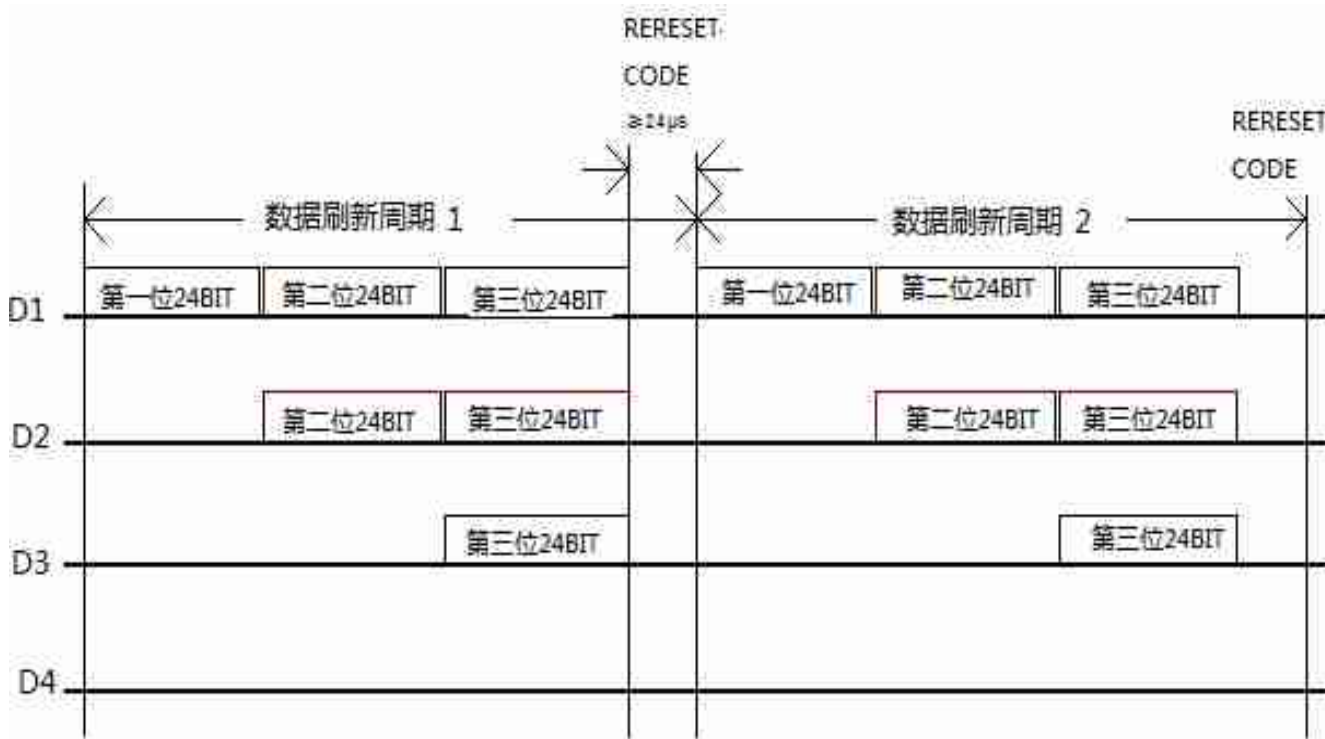 RERESET
CODE
≥24μs
RERESET
CODE
数据刷新周期 1
数据刷新周期 2
D1
第一位24BIT
第二位24BIT
第三位24BIT
第一位24BIT
第二位24BIT
第三位24BIT
D2
第二位24BIT
第三位24BIT
第二位24BIT
第三位24BIT
D3
第三位24BIT
第三位24BIT
D4